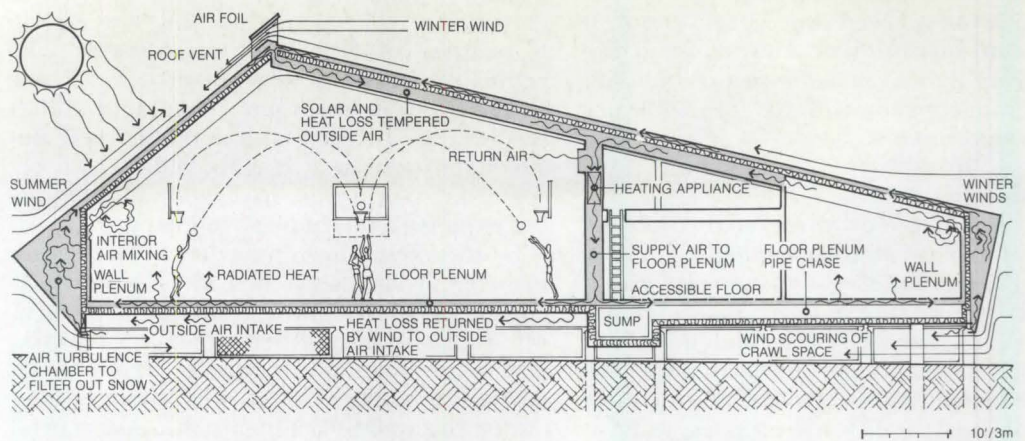 AIR FOIL
WINTER WIND
ROOF VENT
SOLAR AND
HEAT LOSS TEMPERED
OUTSIDE AIR
RETURN AIR
HEATING APPLIANCE
SUMMER
WIND
WINTER
WINDS
INTERIOR
AIR MIXING
WALL
PLENUM
RADIATED HEAT
FLOOR PLENUM
SUPPLY AIR TO
FLOOR PLENUM
ACCESSIBLE FLOOR
FLOOR PLENUM
PIPE CHASE
WALL
PLENUM
OUTSIDE AIR INTAKE
HEAT LOSS RETURNED
BY WIND TO OUTSIDE
AIR INTAKE
SUMP
WIND SCOURING OF
CRAWL SPACE
AIR TURBULENCE
CHAMBER TO
FILTER OUT SNOW
10'/3m